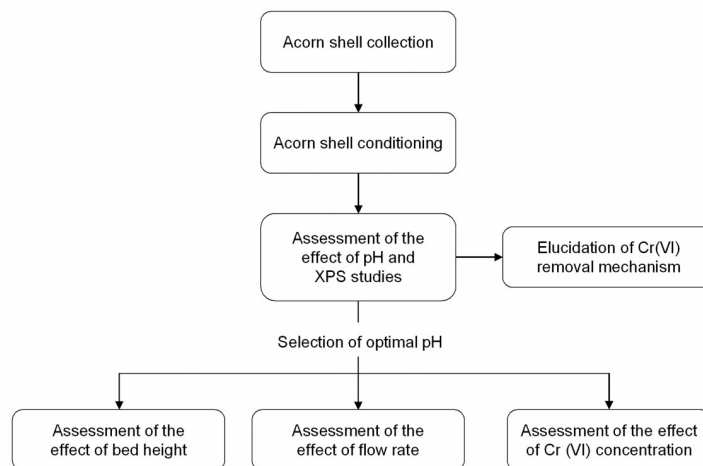 Acorn shell collection
Acorn shell conditioning
Assessment of the
effect of pH and
XPS studies
Elucidation of Cr(VI)
removal mechanism
Selection of optimal pH
Assessment of the
effect of bed height
Assessment of the
effect of flow rate
Assessment of the effect
of Cr (VI) concentration